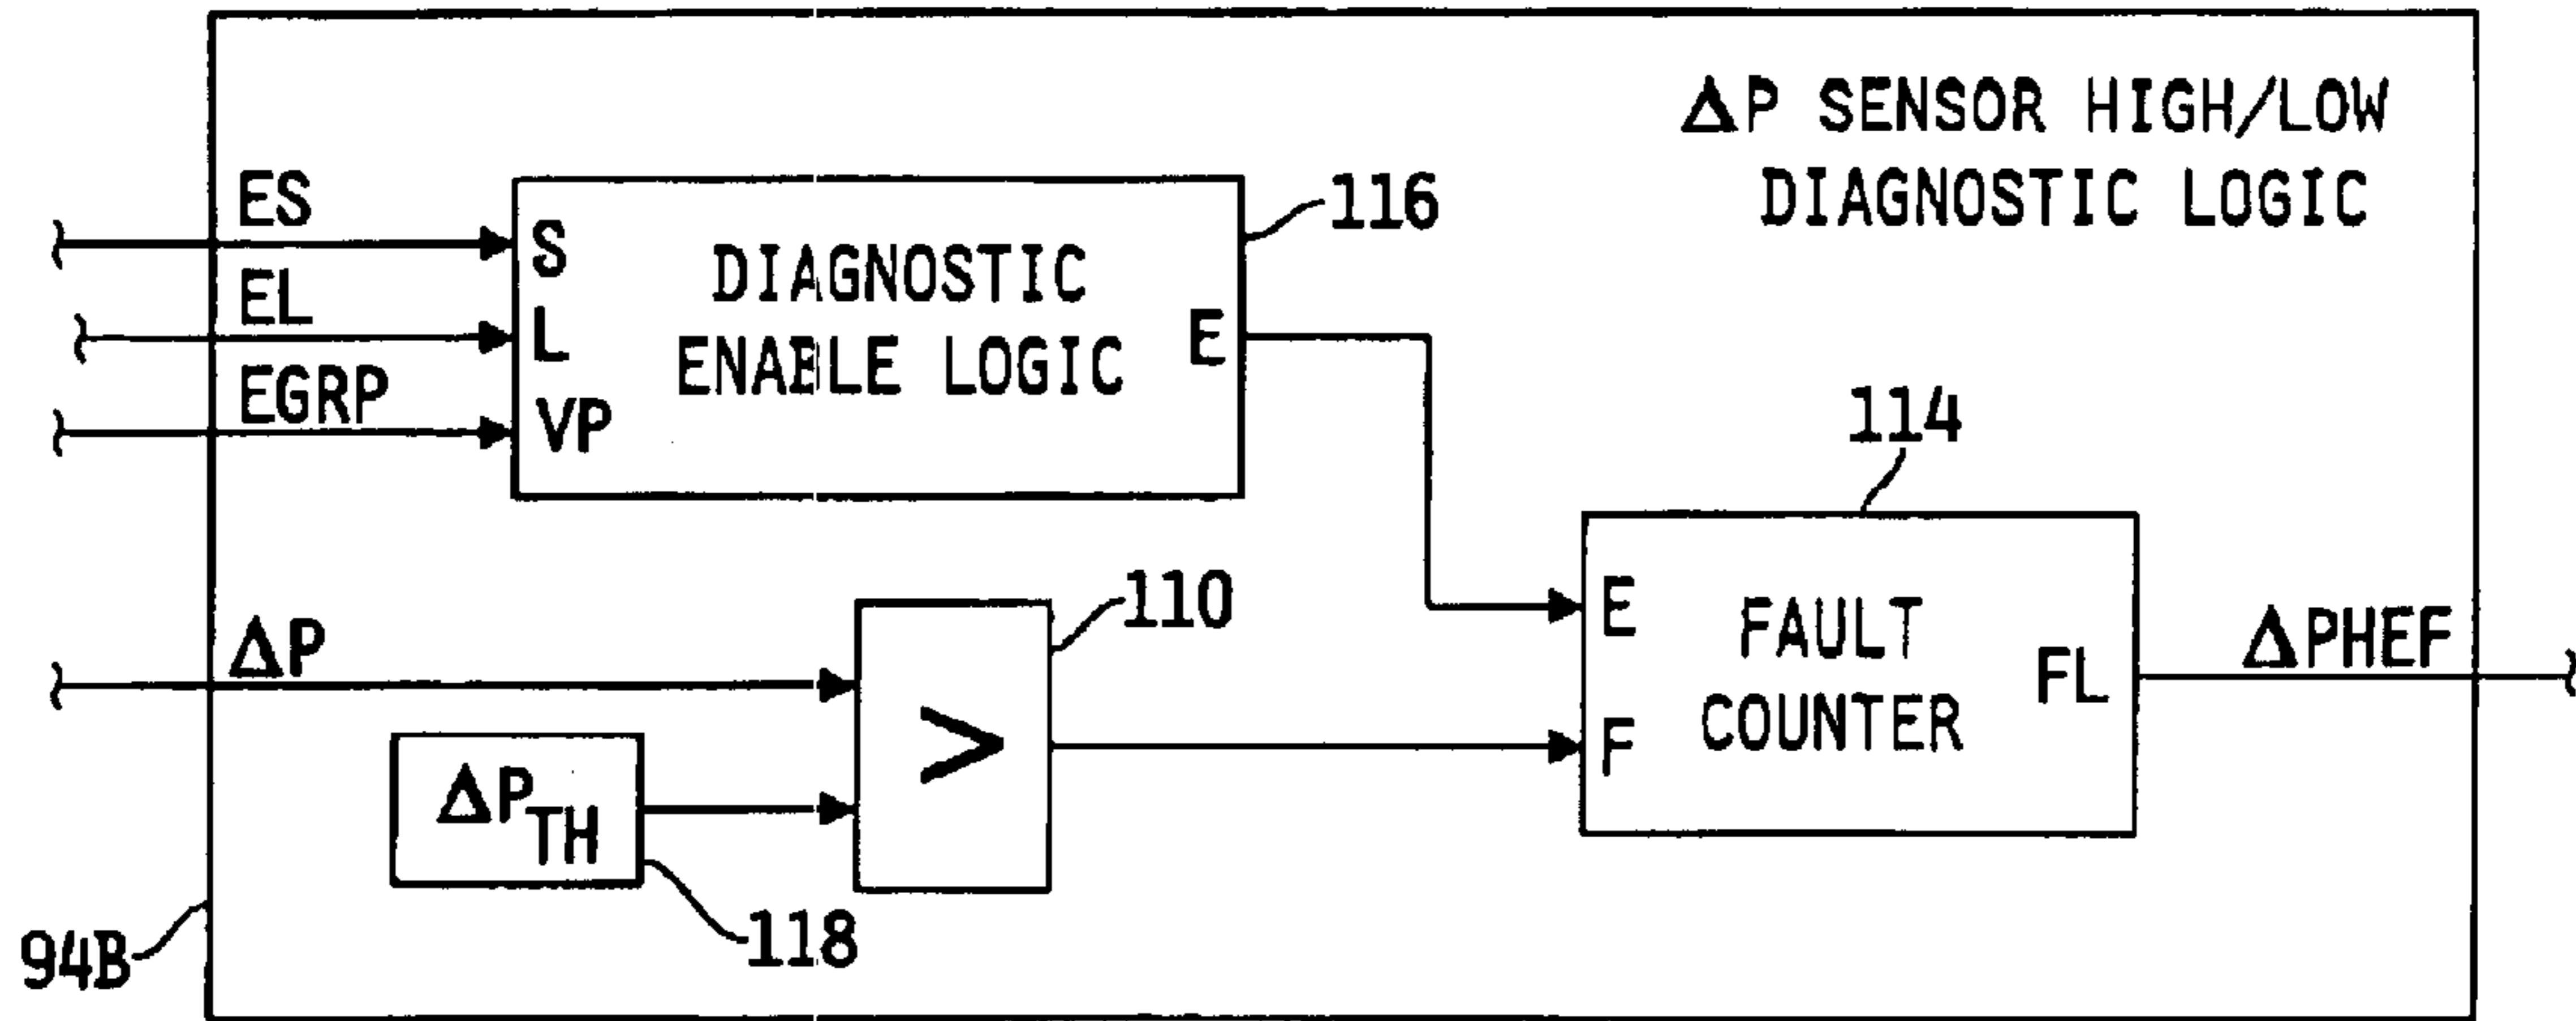 ΔP SENSOR HIGH/LOW
DIAGNOSTIC LOGIC
ES
EL
EGRP
S
L
VP
DIAGNOSTIC
ENABLE LOGIC
E
116
114
ΔP
110
>
ΔP_TH
118
E
F
FAULT
COUNTER
FL
ΔPHEF
94B